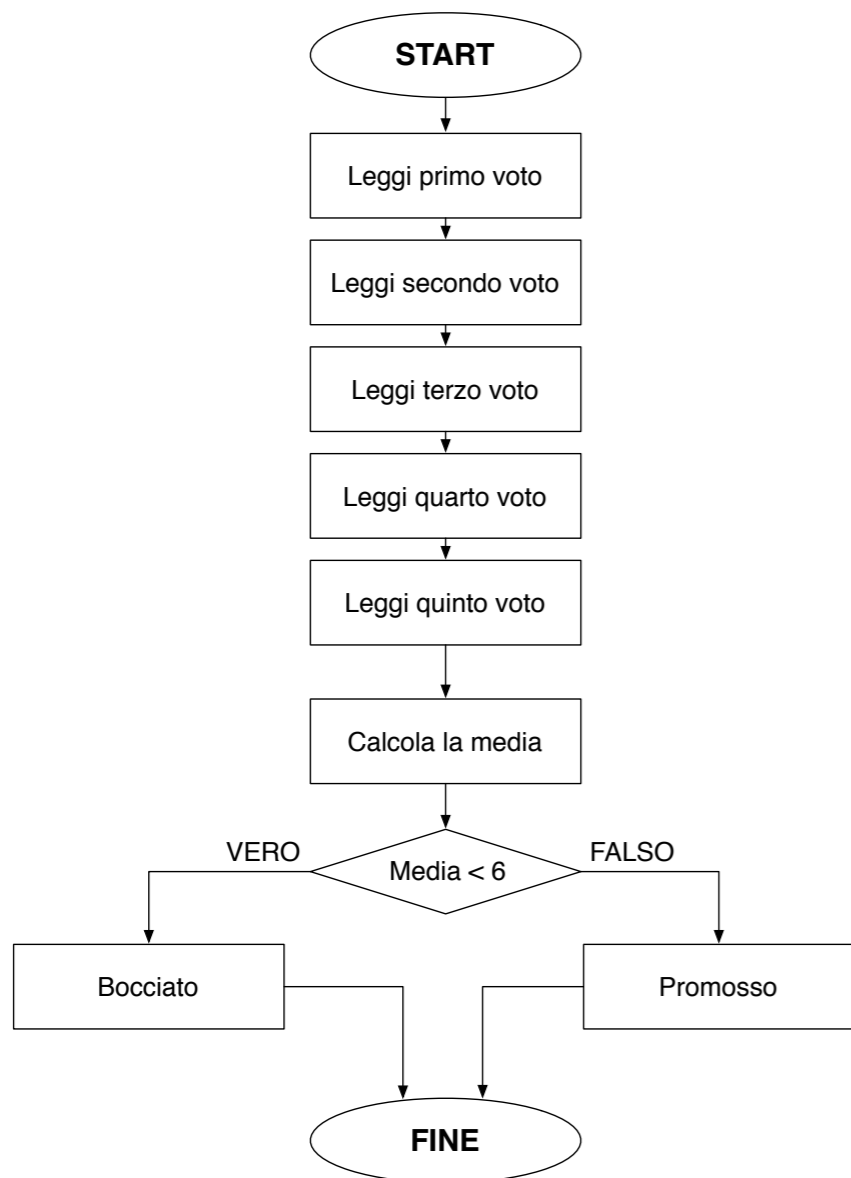 START
Leggi primo voto
Leggi secondo voto
Leggi terzo voto
Leggi quarto voto
Leggi quinto voto
Calcola la media
VERO
Media < 6
FALSO
Bocciato
Promosso
FINE